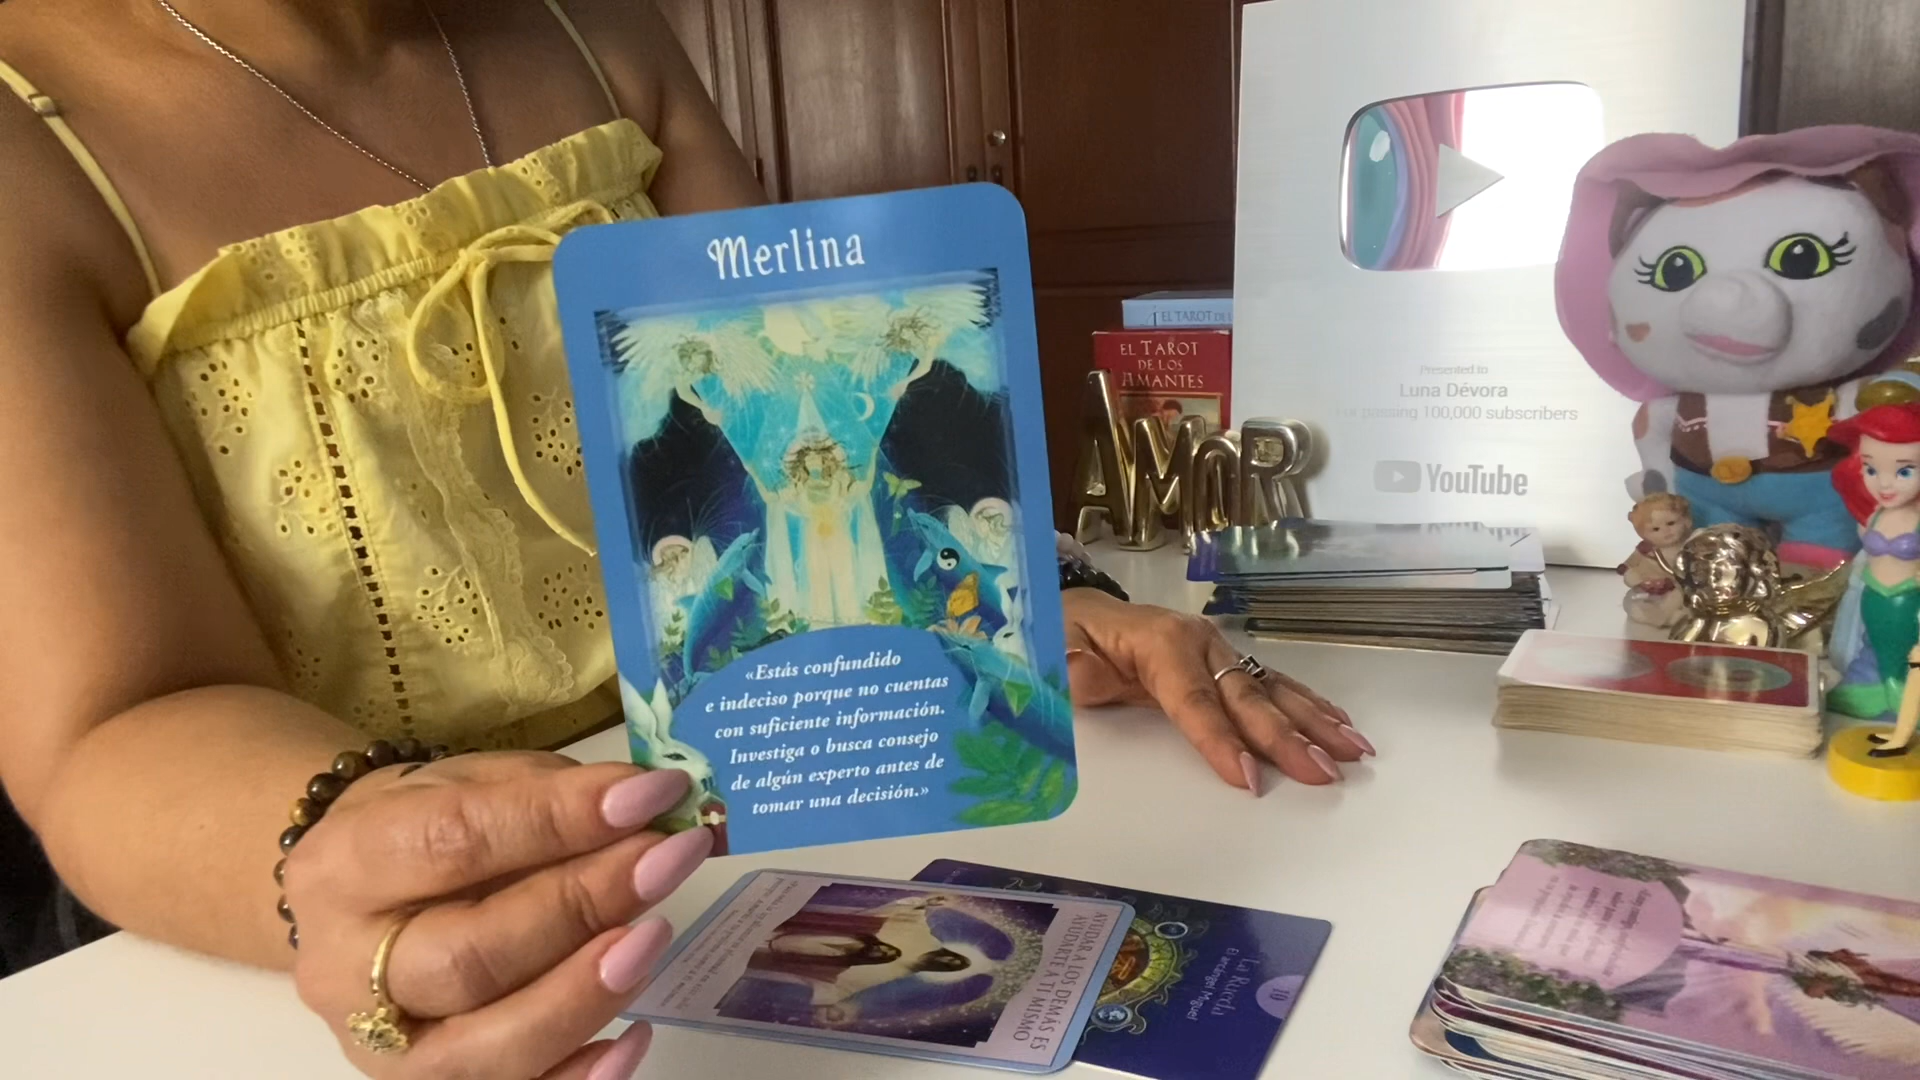 Merlina
«Estás confundido
e indeciso porque no cuentas
con suficiente información.
Investiga o busca consejo
de algún experto antes de
tomar una decisión.»
EL TAROT
EL TAROT
DE LOS
AMANTES
AMOR
Presented to
Luna Dévora
passing 100,000 subscribers
YouTube
AYUDAR A LOS DEMÁS ES
AYUDARTE A TI MISMO
10
La Rueda
El arcángel Miguel